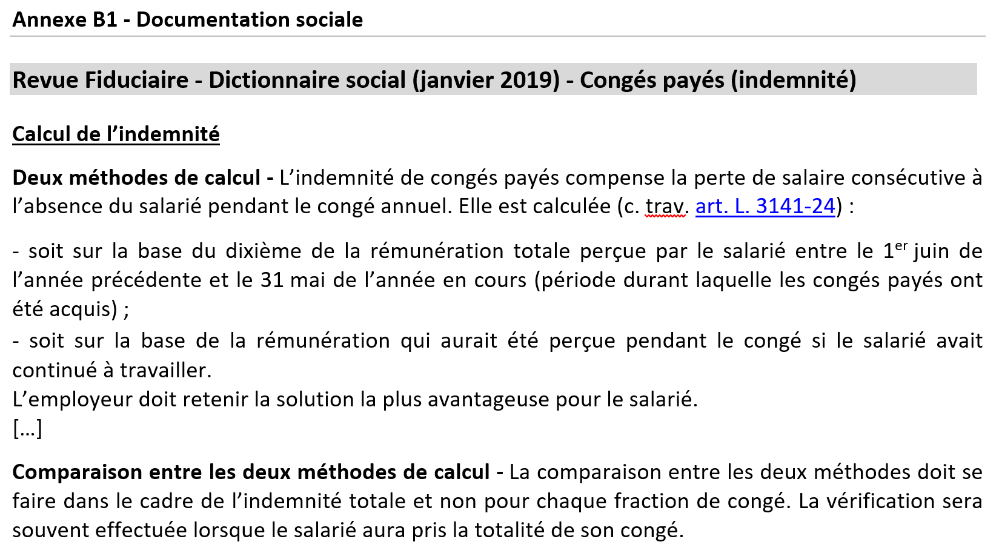 Annexe B1 - Documentation sociale
Revue Fiduciaire - Dictionnaire social (janvier 2019) - Congés payés (indemnité)
Calcul de l’indemnité
Deux méthodes de calcul - L’indemnité de congés payés compense la perte de salaire consécutive à
l’absence du salarié pendant le congé annuel. Elle est calculée (c. trav. art. L. 3141-24) :
- soit sur la base du dixième de la rémunération totale perçue par le salarié entre le 1er juin de
l’année précédente et le 31 mai de l’année en cours (période durant laquelle les congés payés ont
été acquis) ;
- soit sur la base de la rémunération qui aurait été perçue pendant le congé si le salarié avait
continué à travailler.
L’employeur doit retenir la solution la plus avantageuse pour le salarié.
[…]
Comparaison entre les deux méthodes de calcul - La comparaison entre les deux méthodes doit se
faire dans le cadre de l’indemnité totale et non pour chaque fraction de congé. La vérification sera
souvent effectuée lorsque le salarié aura pris la totalité de son congé.